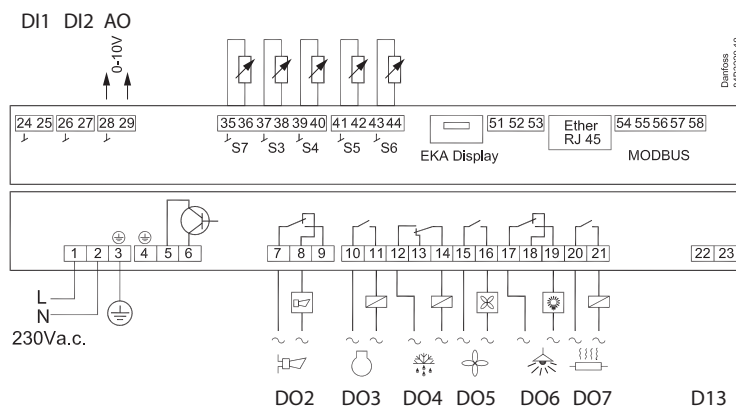 DI1 DI2 AO
0-10V
Danfoss
24 25 26 27 28 29 35 36 37 38 39 40 41 42 43 44 51 52 53 54 55 56 57 58
S7 S3 S4 S5 S6
EKA Display
Ether
RJ 45
MODBUS
1 2 3 4 5 6 7 8 9 10 11 12 13 14 15 16 17 18 19 20 21 22 23
L
N
230Va.c.
DO2 DO3 DO4 DO5 DO6 DO7 D13